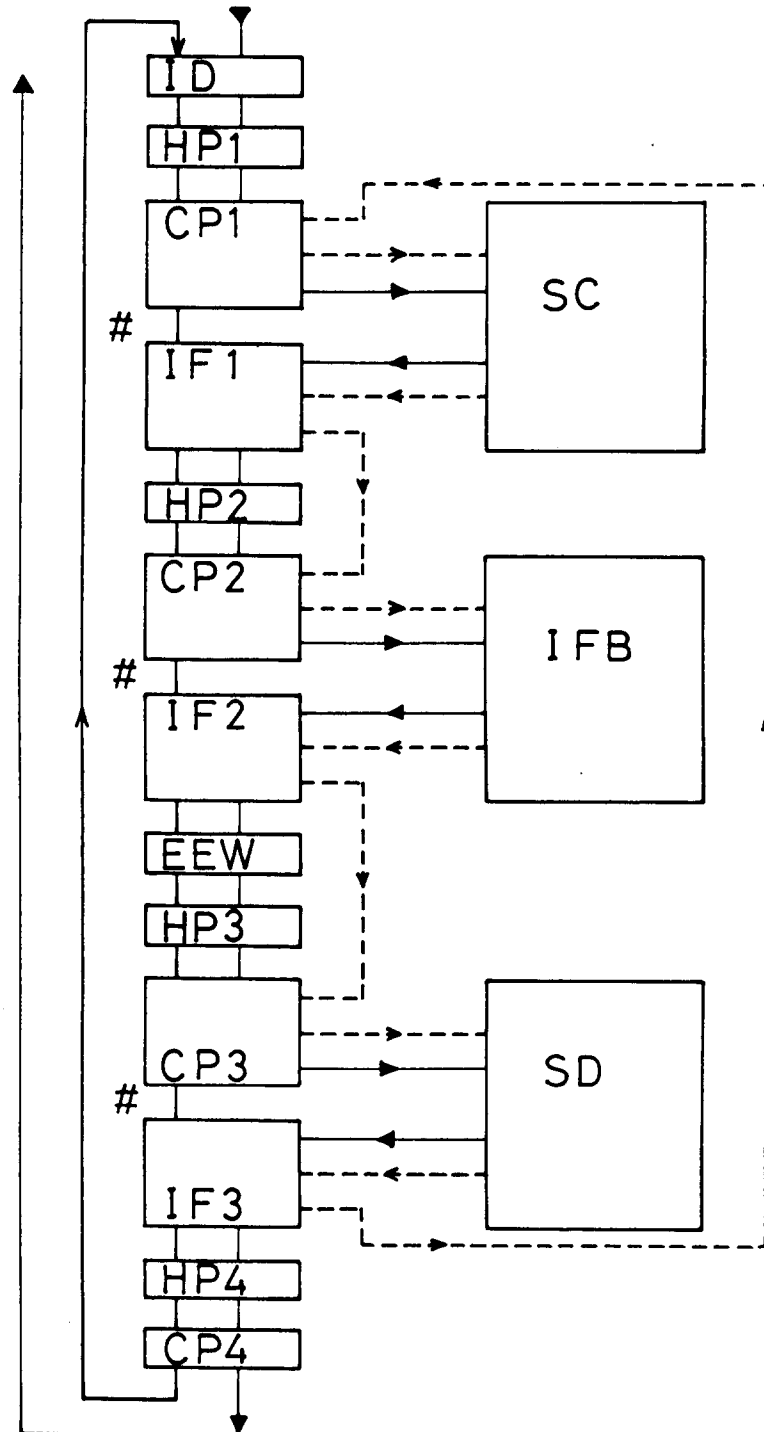 ID
HP1
CP1
SC
#
IF1
HP2
CP2
IFB
#
IF2
EEW
HP3
CP3
SD
#
IF3
HP4
CP4